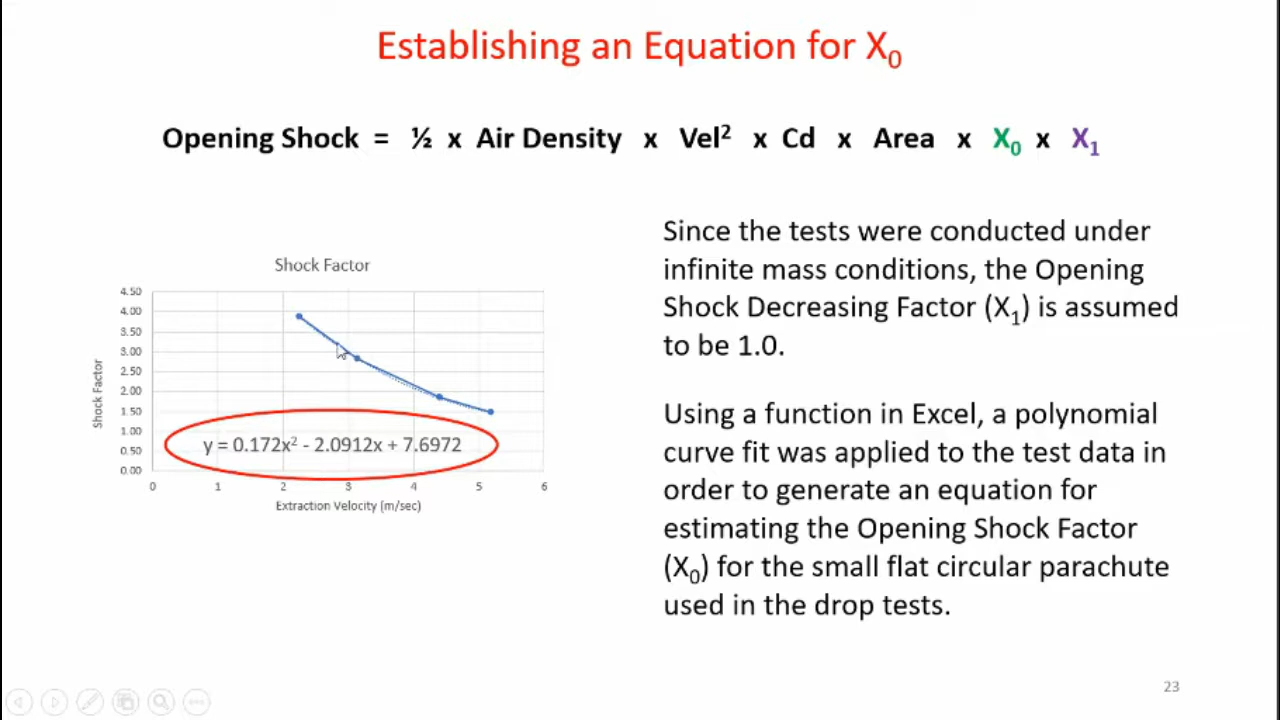 Establishing an Equation for X₀
Opening Shock = ½ x Air Density x Vel² x Cd x Area x X₀ x X₁
Shock Factor
4.50
4.00
3.50
3.00
2.50
2.00
1.50
1.00
0.50
0.00
Shock Factor
y = 0.172x² - 2.0912x + 7.6972
0 1 2 3 4 5 6
Extraction Velocity (m/sec)
Since the tests were conducted under
infinite mass conditions, the Opening
Shock Decreasing Factor (X₁) is assumed
to be 1.0.
Using a function in Excel, a polynomial
curve fit was applied to the test data in
order to generate an equation for
estimating the Opening Shock Factor
(X₀) for the small flat circular parachute
used in the drop tests.
23